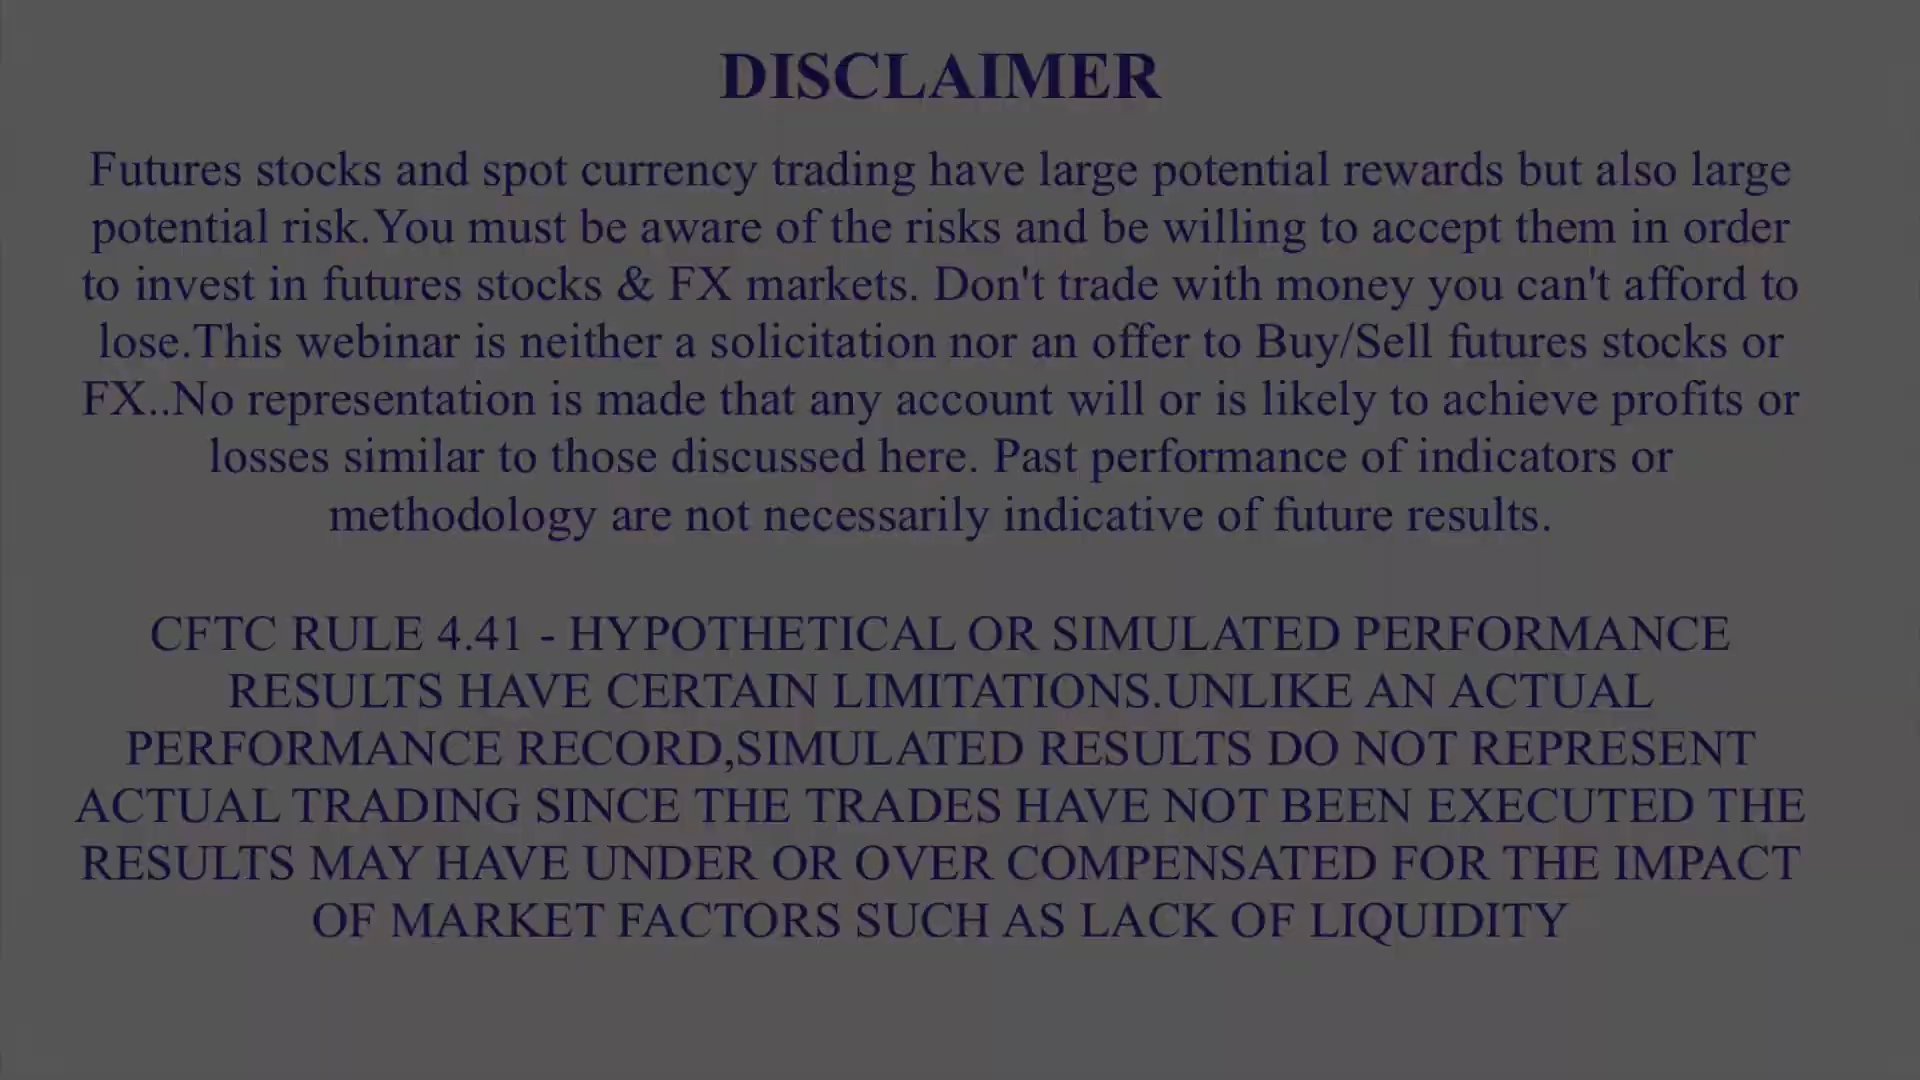 DISCLAIMER
Futures stocks and spot currency trading have large potential rewards but also large
potential risk.You must be aware of the risks and be willing to accept them in order
to invest in futures stocks & FX markets. Don't trade with money you can't afford to
lose.This webinar is neither a solicitation nor an offer to Buy/Sell futures stocks or
FX..No representation is made that any account will or is likely to achieve profits or
losses similar to those discussed here. Past performance of indicators or
methodology are not necessarily indicative of future results.
CFTC RULE 4.41 - HYPOTHETICAL OR SIMULATED PERFORMANCE
RESULTS HAVE CERTAIN LIMITATIONS.UNLIKE AN ACTUAL
PERFORMANCE RECORD,SIMULATED RESULTS DO NOT REPRESENT
ACTUAL TRADING SINCE THE TRADES HAVE NOT BEEN EXECUTED THE
RESULTS MAY HAVE UNDER OR OVER COMPENSATED FOR THE IMPACT
OF MARKET FACTORS SUCH AS LACK OF LIQUIDITY